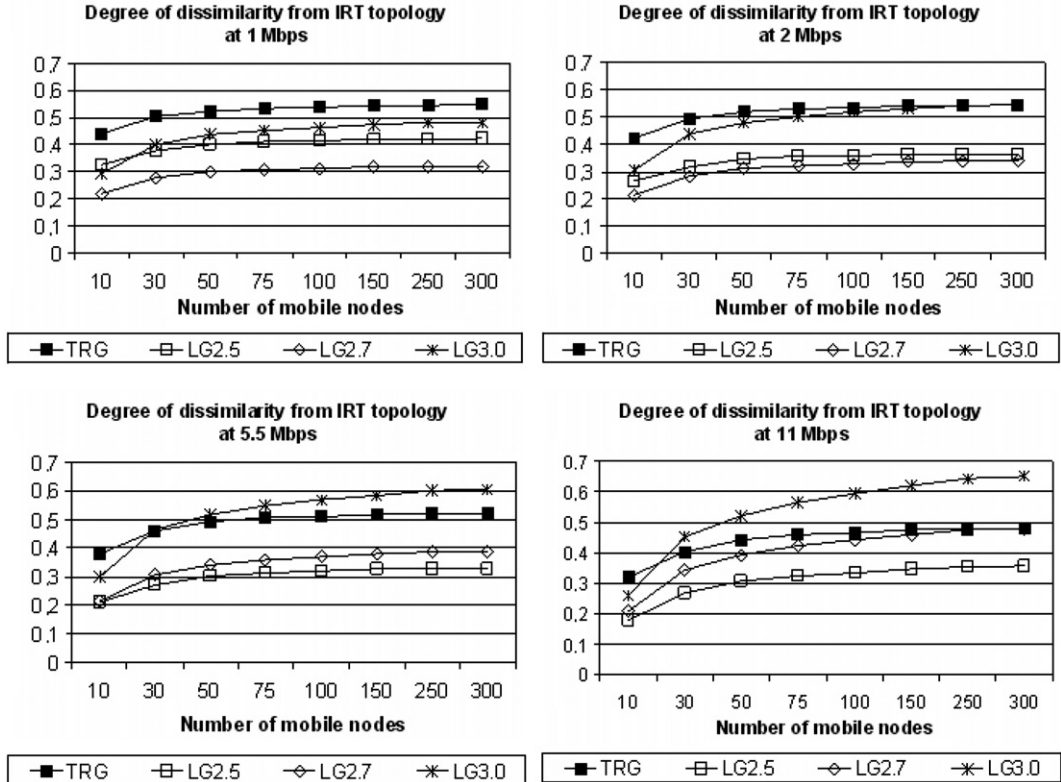 Degree of dissimilarity from IRT topology
at 1 Mbps
0,7
0,6
0,5
0,4
0,3
0,2
0,1
0
10 30 50 75 100 150 250 300
Number of mobile nodes
TRG LG2.5 LG2.7 LG3.0
Degree of dissimilarity from IRT topology
at 2 Mbps
0,7
0,6
0,5
0,4
0,3
0,2
0,1
0
10 30 50 75 100 150 250 300
Number of mobile nodes
TRG LG2.5 LG2.7 LG3.0
Degree of dissimilarity from IRT topology
at 5.5 Mbps
0,7
0,6
0,5
0,4
0,3
0,2
0,1
0
10 30 50 75 100 150 250 300
Number of mobile nodes
TRG LG2.5 LG2.7 LG3.0
Degree of dissimilarity from IRT topology
at 11 Mbps
0,7
0,6
0,5
0,4
0,3
0,2
0,1
0
10 30 50 75 100 150 250 300
Number of mobile nodes
TRG LG2.5 LG2.7 LG3.0